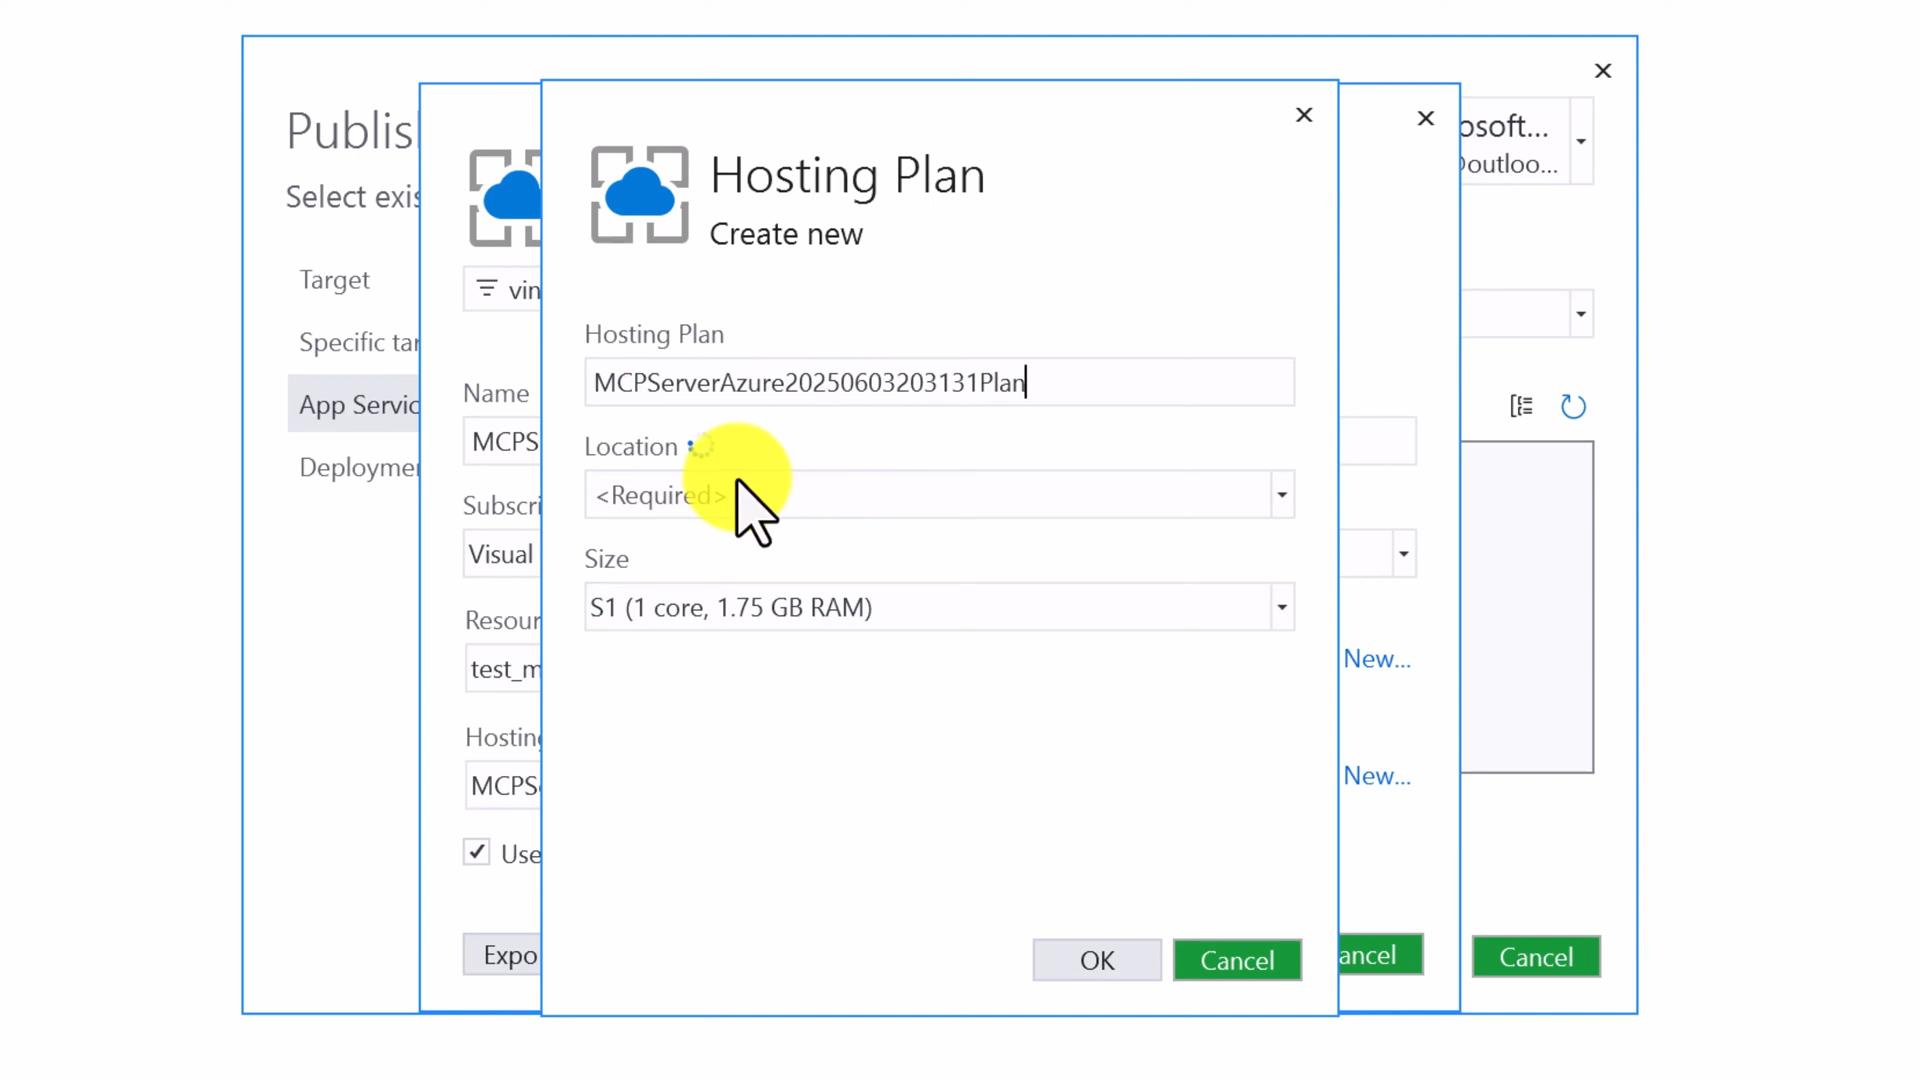 Publis
Select exis
Target
Specific tar
App Servic
Deploymer
vin
Name
MCPS
Subscri
Visual
Resour
test_m
Hosting
MCPS
Use
Expo
Hosting Plan
Create new
Hosting Plan
MCPServerAzure20250603203131Plan
Location
<Required>
Size
S1 (1 core, 1.75 GB RAM)
OK
Cancel
New...
New...
ancel
osoft...
outloo...
Cancel